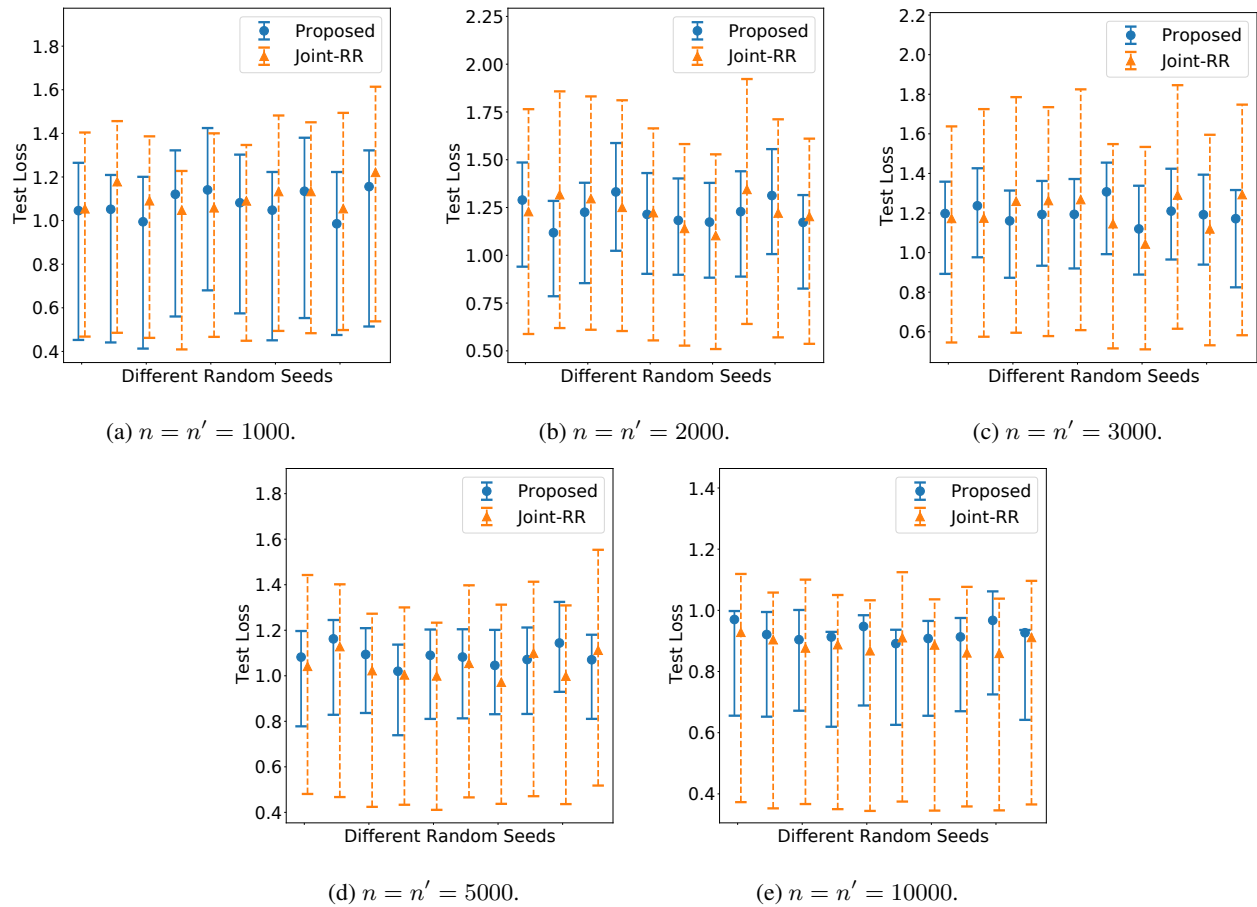 1.8
1.6
1.4
1.2
1.0
0.8
0.6
0.4
Test Loss
Proposed
Joint-RR
Different Random Seeds
(a) n = n′ = 1000.
2.25
2.00
1.75
1.50
1.25
1.00
0.75
0.50
Test Loss
Proposed
Joint-RR
Different Random Seeds
(b) n = n′ = 2000.
2.2
2.0
1.8
1.6
1.4
1.2
1.0
0.8
0.6
Test Loss
Proposed
Joint-RR
Different Random Seeds
(c) n = n′ = 3000.
1.8
1.6
1.4
1.2
1.0
0.8
0.6
0.4
Test Loss
Proposed
Joint-RR
Different Random Seeds
(d) n = n′ = 5000.
1.4
1.2
1.0
0.8
0.6
0.4
Test Loss
Proposed
Joint-RR
Different Random Seeds
(e) n = n′ = 10000.